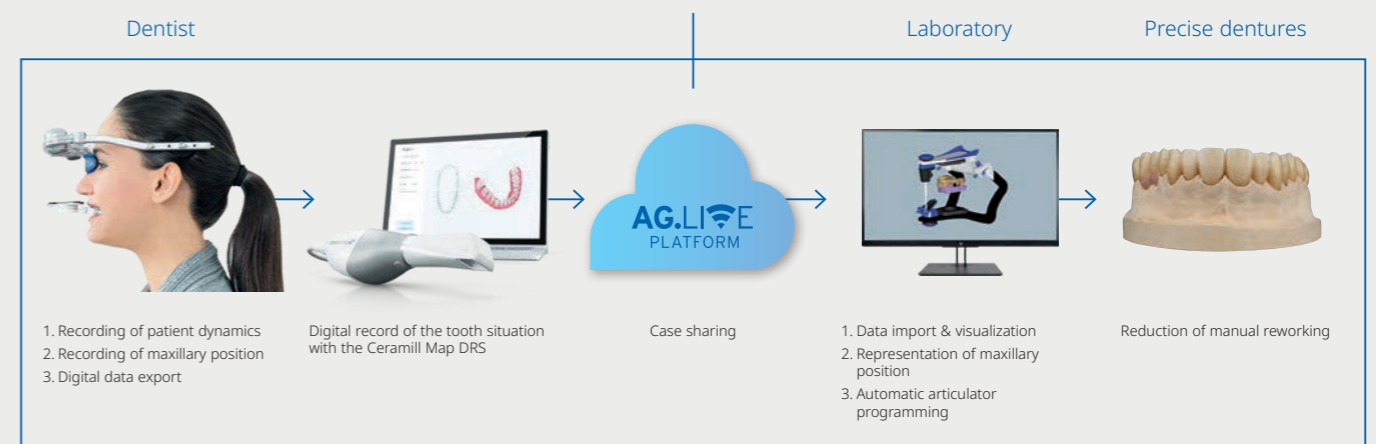 Dentist
Laboratory
Precise dentures
AG.LIVE
PLATFORM
1. Recording of patient dynamics
2. Recording of maxillary position
3. Digital data export
Digital record of the tooth situation
with the Ceramill Map DRS
Case sharing
1. Data import & visualization
2. Representation of maxillary
position
3. Automatic articulator
programming
Reduction of manual reworking